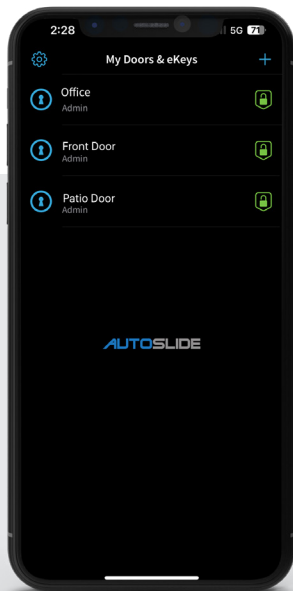 2:28
5G 71
My Doors & eKeys
+
Office
Admin
Front Door
Admin
Patio Door
Admin
AUTOSLIDE